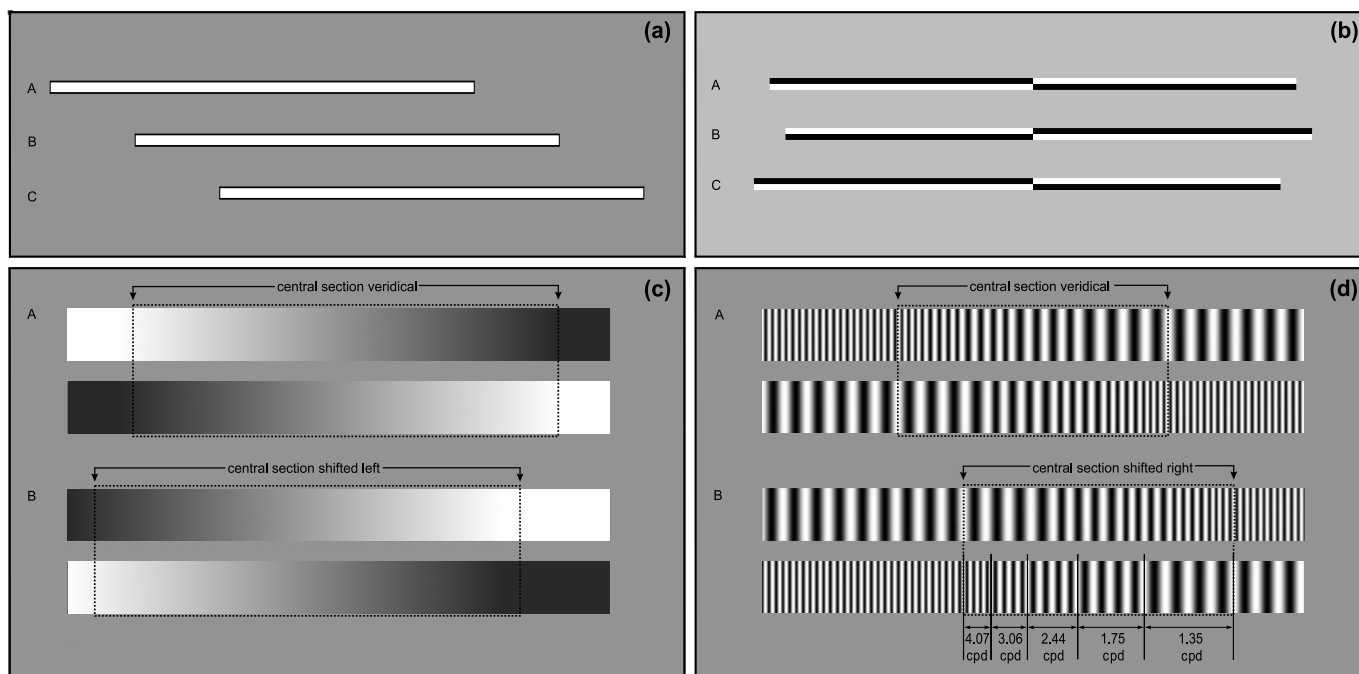 (a)
A
B
C
(b)
A
B
C
(c)
central section veridical
A
central section shifted left
B
(d)
central section veridical
A
central section shifted right
B
4.07 3.06 2.44 1.75 1.35
cpd cpd cpd cpd cpd